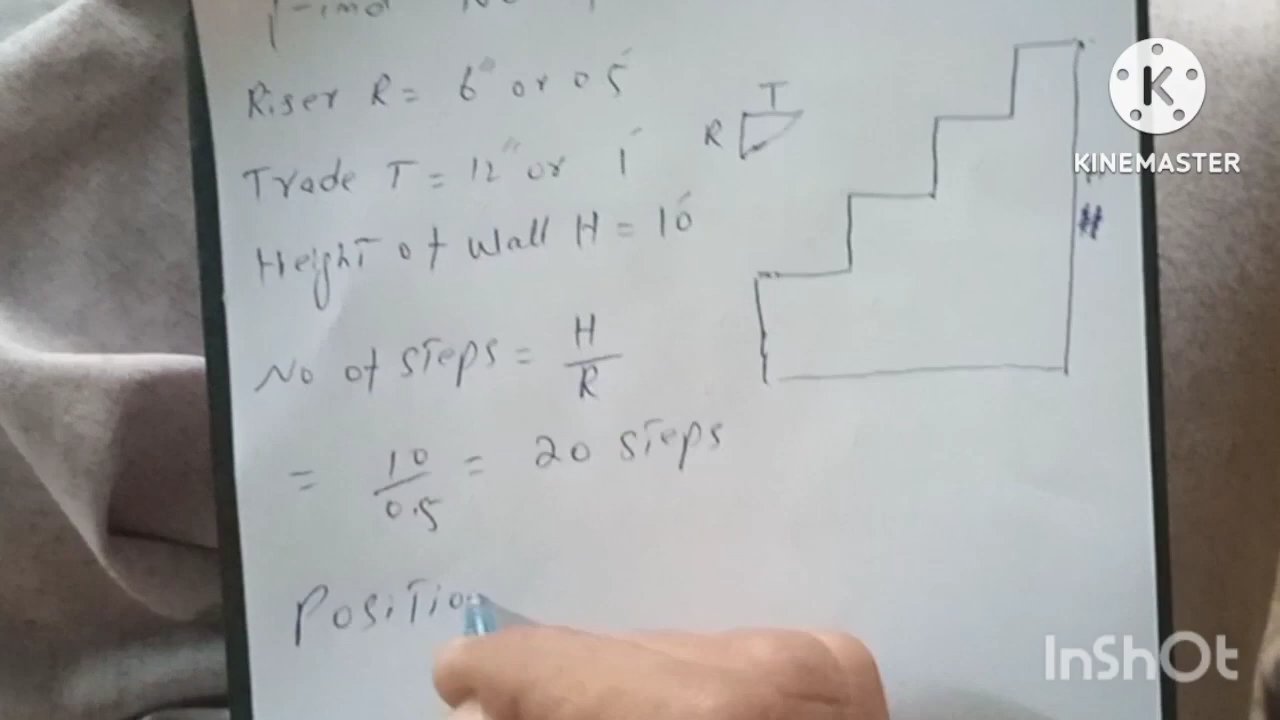 Riser R = 6" or 0 5'
Trade T = 12" or 1'
Height of wall H = 10'
No of steps = H
R
= 10 = 20 steps
0.5
Positio
T
R
H
K
KINEMASTER
InShOt